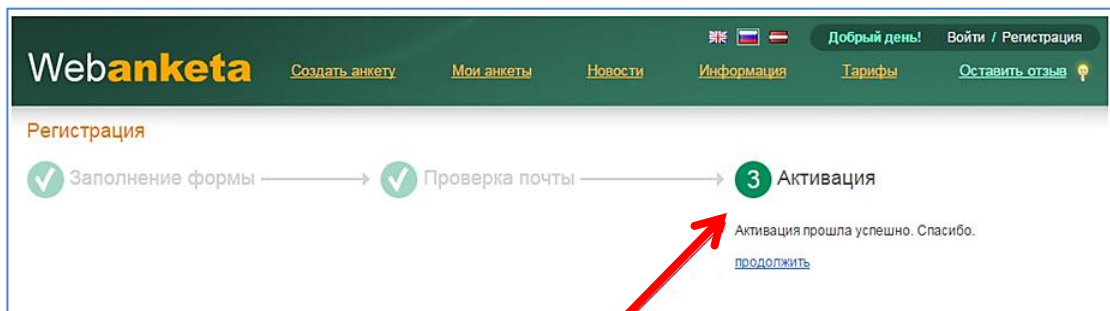 Добрый день! Войти / Регистрация
Webanketa Создать анкету Мои анкеты Новости Информация Тарифы Оставить отзыв
Регистрация
Заполнение формы Проверка почты 3 Активация
Активация прошла успешно. Спасибо.
продолжить